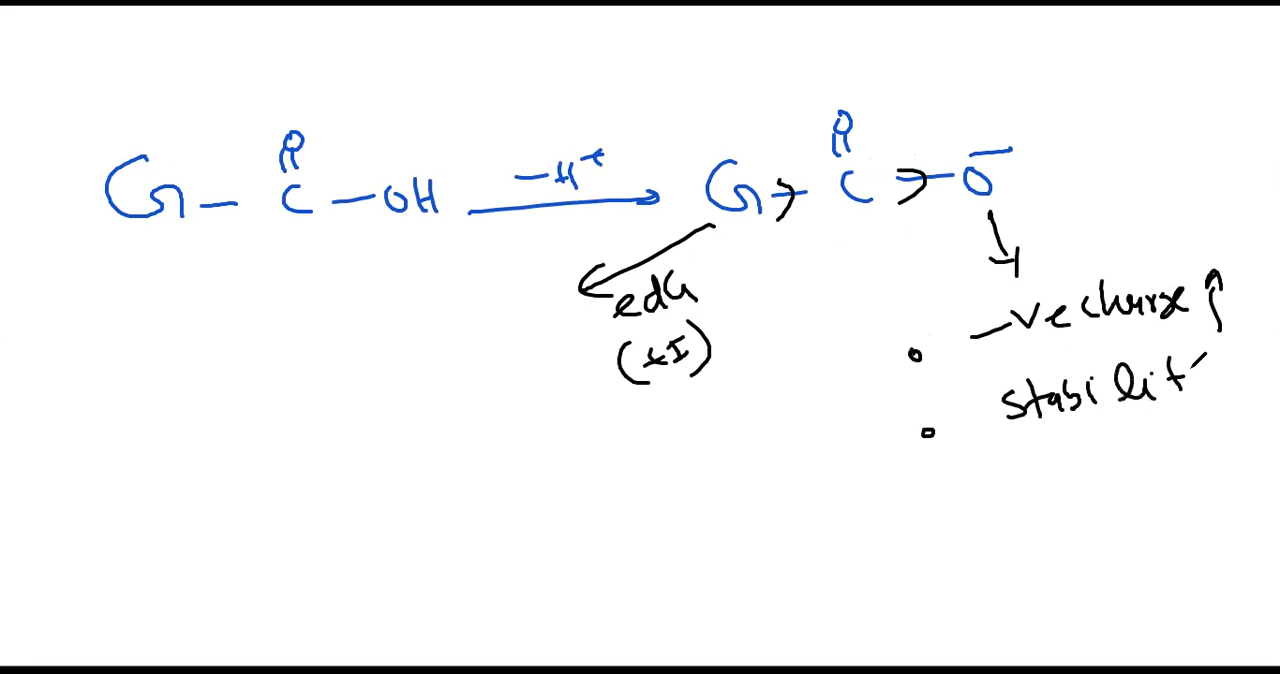 O O
G - C - OH -H+ G - C - O-
edG
(+I)
-ve charge ↑
stabilit